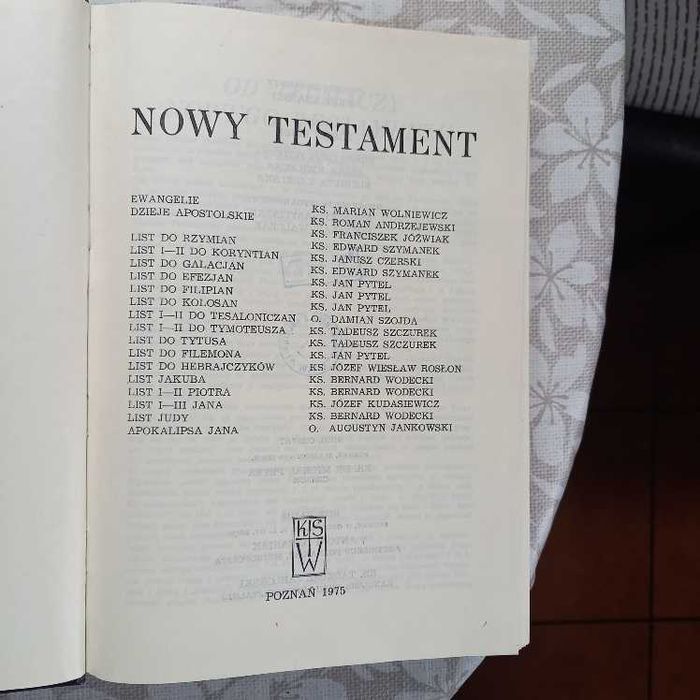 NOWY TESTAMENT
EWANGELIE KS. MARIAN WOLNIEWICZ
DZIEJE APOSTOLSKIE KS. ROMAN ANDRZEJEWSKI
KS. FRANCISZEK JÓŹWIAK
LIST DO RZYMIAN KS. EDWARD SZYMANEK
LIST I—II DO KORYNTIAN KS. JANUSZ CZERSKI
LIST DO GALACJAN KS. EDWARD SZYMANEK
LIST DO EFEZJAN KS. JAN PYTEL
LIST DO FILIPIAN KS. JAN PYTEL
LIST DO KOLOSAN KS. JAN PYTEL
LIST I—II DO TESALONICZAN O. DAMIAN SZOJDA
LIST I—II DO TYMOTEUSZA KS. TADEUSZ SZCZUREK
LIST DO TYTUSA KS. TADEUSZ SZCZUREK
LIST DO FILEMONA KS. JAN PYTEL
LIST DO HEBRAJCZYKÓW KS. JÓZEF WIESŁAW ROSŁON
LIST JAKUBA KS. BERNARD WODECKI
LIST I—II PIOTRA KS. BERNARD WODECKI
LIST I—III JANA KS. JÓZEF KUDASIEWICZ
LIST JUDY KS. BERNARD WODECKI
APOKALIPSA JANA O. AUGUSTYN JANKOWSKI
KSW
POZNAŃ 1975